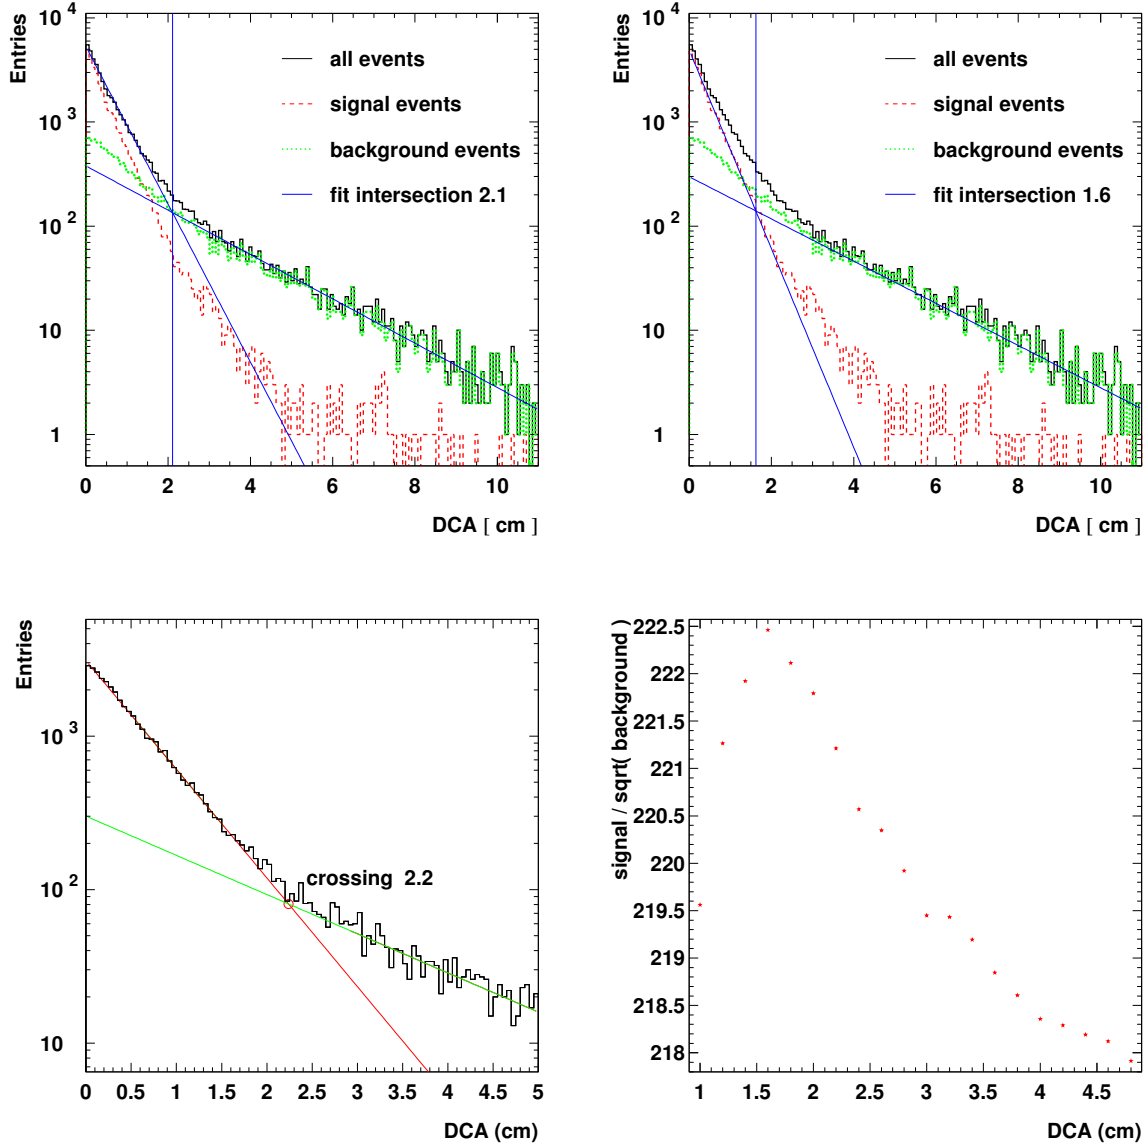 Entries
10^4
10^3
10^2
10
1
all events
signal events
background events
fit intersection 2.1
0 2 4 6 8 10
DCA [ cm ]
Entries
10^4
10^3
10^2
10
1
all events
signal events
background events
fit intersection 1.6
0 2 4 6 8 10
DCA [ cm ]
Entries
10^3
10^2
10
crossing 2.2
0 0.5 1 1.5 2 2.5 3 3.5 4 4.5 5
DCA (cm)
signal / sqrt( background )
222.5
222
221.5
221
220.5
220
219.5
219
218.5
218
1 1.5 2 2.5 3 3.5 4 4.5
DCA (cm)